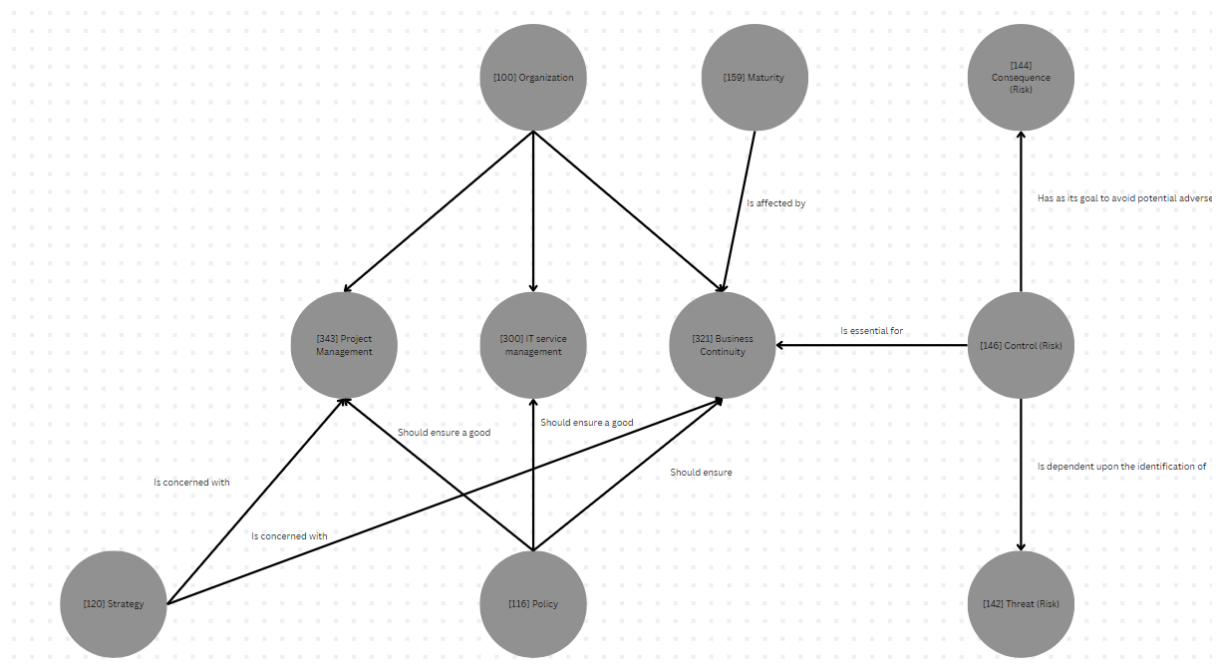 [100] Organization
[159] Maturity
[144]
Consequence
(Risk)
Is affected by
Has as its goal to avoid potential adverse
[343] Project
Management
[300] IT service
management
[321] Business
Continuity
Is essential for
[146] Control (Risk)
Should ensure a good
Should ensure a good
Is concerned with
Should ensure
Is dependent upon the identification of
Is concerned with
[120] Strategy
[116] Policy
[142] Threat (Risk)